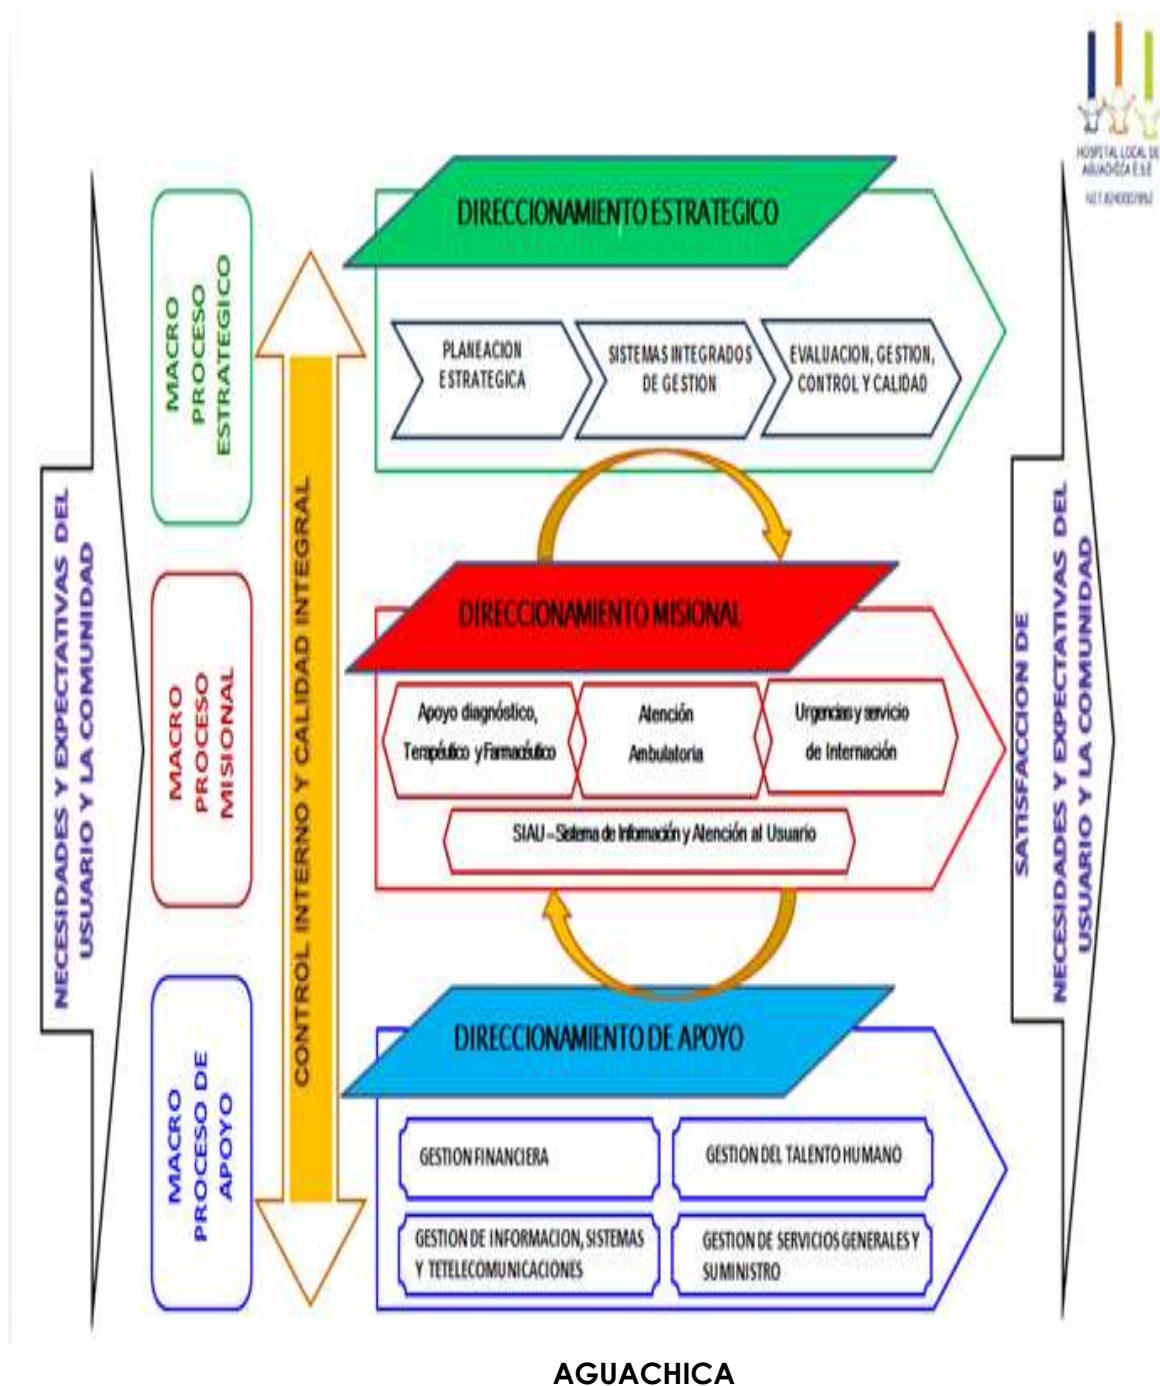 HOSPITAL LOCAL DE
AGUACHICA E.S.E
NECESIDADES Y EXPECTATIVAS DEL
USUARIO Y LA COMUNIDAD
MACRO
PROCESO
ESTRATEGICO
CONTROL INTERNO Y CALIDAD INTEGRAL
DIRECCIONAMIENTO ESTRATEGICO
PLANEACION
ESTRATEGICA
SISTEMAS INTEGRADOS
DE GESTION
EVALUACION, GESTION,
CONTROL Y CALIDAD
MACRO
PROCESO
MISIONAL
DIRECCIONAMIENTO MISIONAL
Apoyo diagnóstico,
Terapéutico y Farmacéutico
Atención
Ambulatoria
Urgencias y servicio
de Internación
SIAU – Sistema de Información y Atención al Usuario
MACRO
PROCESO DE
APOYO
DIRECCIONAMIENTO DE APOYO
GESTION FINANCIERA
GESTION DEL TALENTO HUMANO
GESTION DE INFORMACION, SISTEMAS
Y TETELECOMUNICACIONES
GESTION DE SERVICIOS GENERALES Y
SUMINISTRO
SATISFACCION DE
NECESIDADES Y EXPECTATIVAS DEL
USUARIO Y LA COMUNIDAD
AGUACHICA